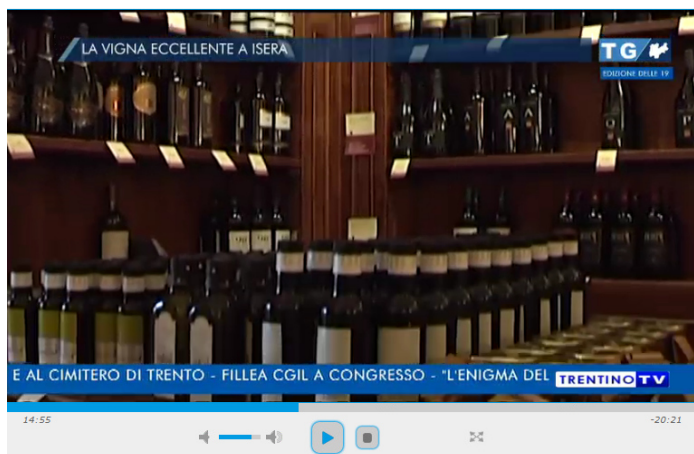 LA VIGNA ECCELLENTE A ISERA
TG
EDIZIONE DELLE 19
E AL CIMITERO DI TRENTO - FILLEA CGIL A CONGRESSO - "L'ENIGMA DEL
TRENTINO TV
14:55
-20:21